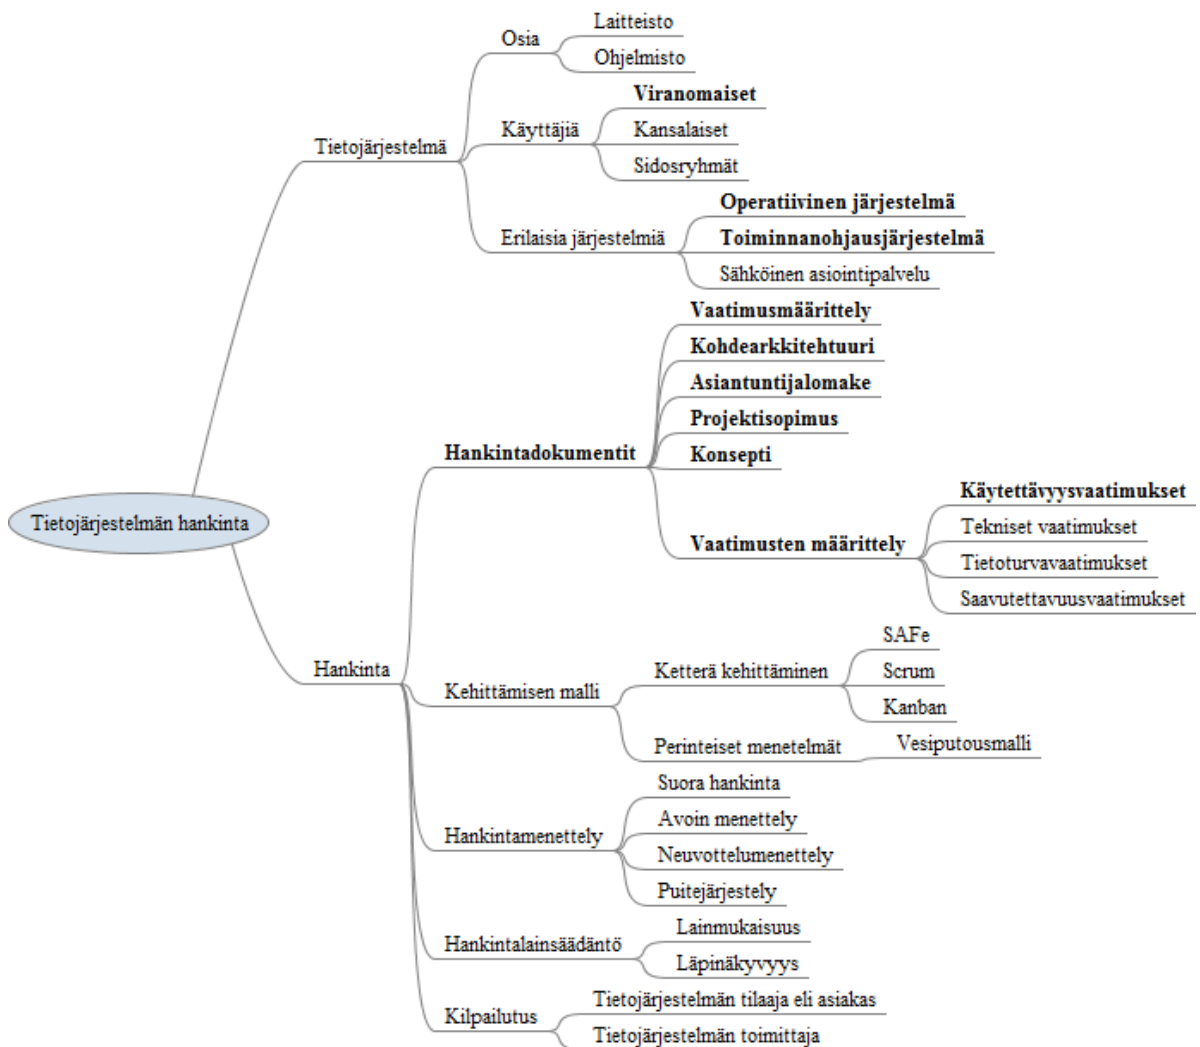 Tietojärjestelmän hankinta
Tietojärjestelmä
Osia
Laitteisto
Ohjelmisto
Käyttäjiä
Viranomaiset
Kansalaiset
Sidosryhmät
Erilaisia järjestelmiä
Operatiivinen järjestelmä
Toiminnanohjausjärjestelmä
Sähköinen asiointipalvelu
Hankinta
Hankintadokumentit
Vaatimusmäärittely
Kohdearkkitehtuuri
Asiantuntijalomake
Projektisopimus
Konsepti
Vaatimusten määrittely
Käytettävyysvaatimukset
Tekniset vaatimukset
Tietoturvavaatimukset
Saavutettavuusvaatimukset
Kehittämisen malli
Ketterä kehittäminen
SAFe
Scrum
Kanban
Perinteiset menetelmät
Vesiputousmalli
Hankintamenettely
Suora hankinta
Avoin menettely
Neuvottelumenettely
Puitejärjestely
Hankintalainsäädäntö
Lainmukaisuus
Läpinäkyvyys
Kilpailutus
Tietojärjestelmän tilaaja eli asiakas
Tietojärjestelmän toimittaja